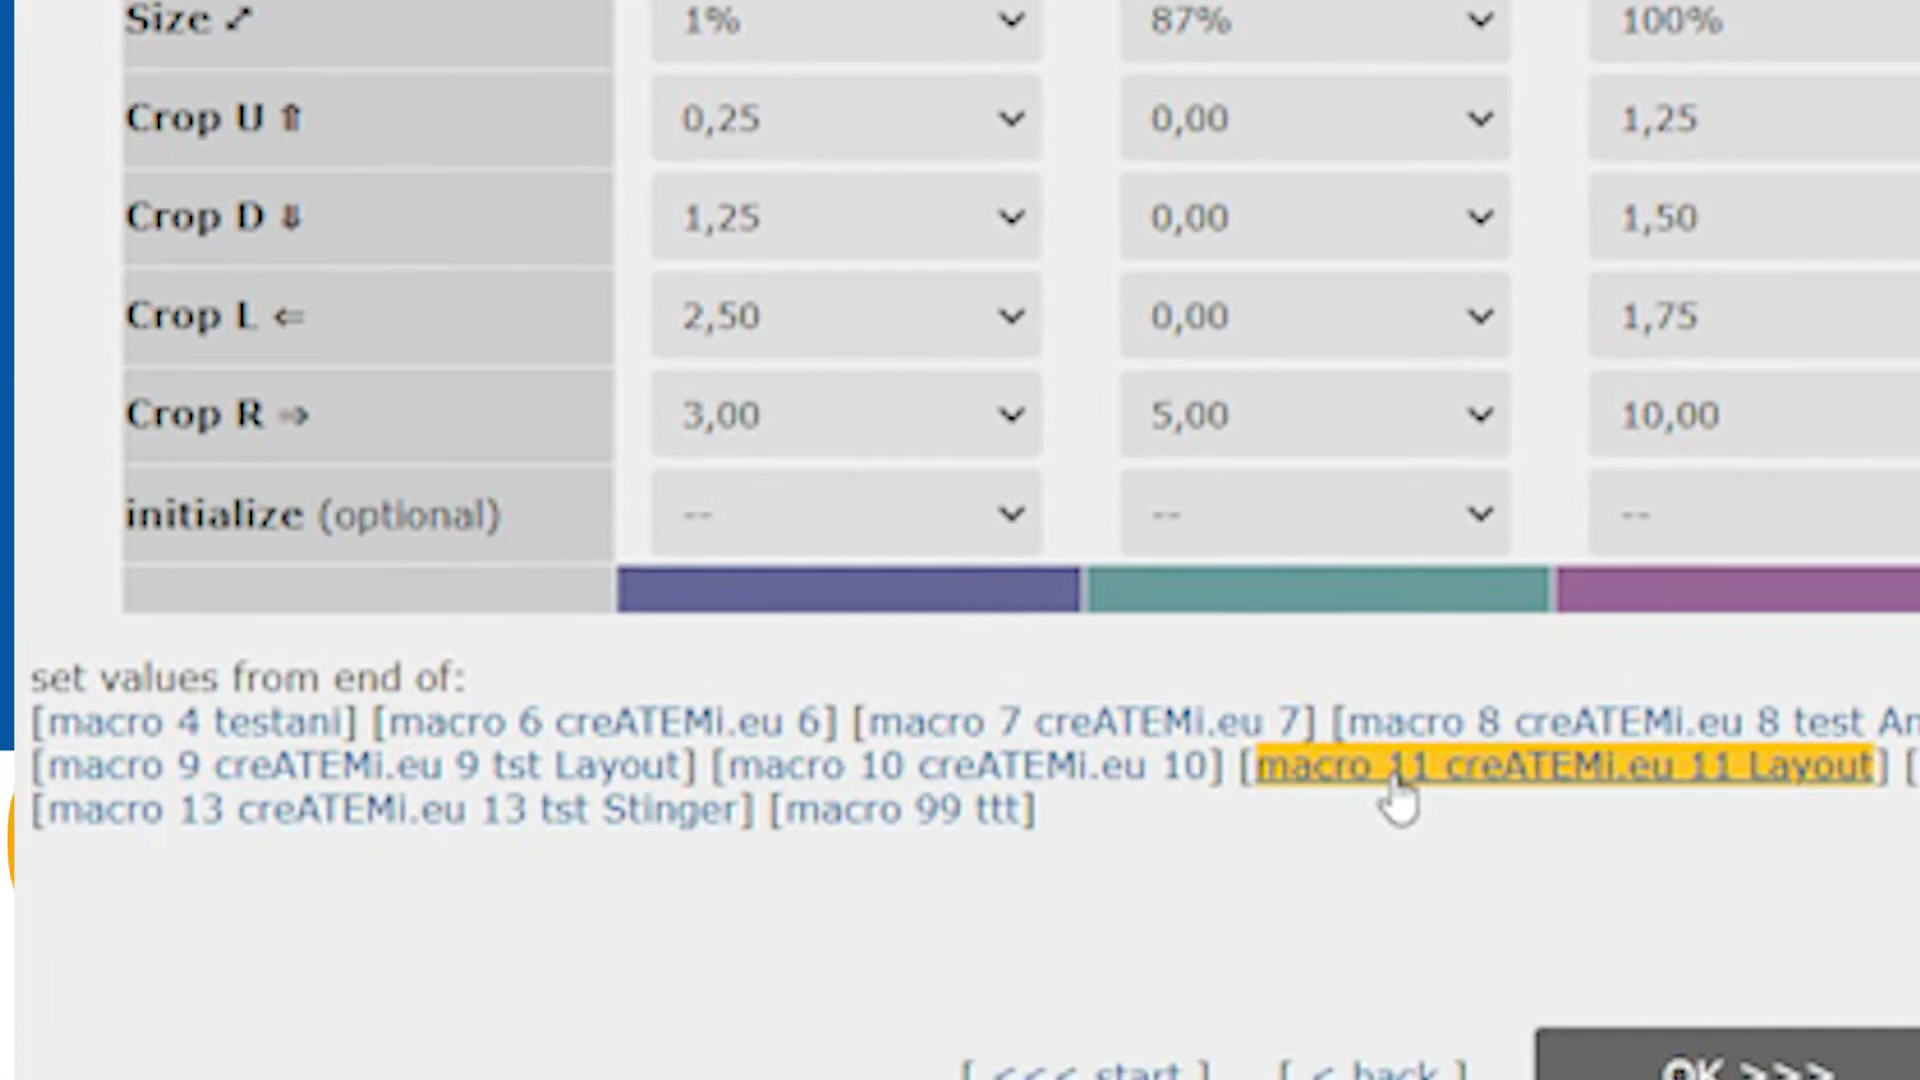 Size ⤢ 1% 87% 100%
Crop U ⇑ 0,25 0,00 1,25
Crop D ⇓ 1,25 0,00 1,50
Crop L ⇐ 2,50 0,00 1,75
Crop R ⇒ 3,00 5,00 10,00
initialize (optional) -- -- --
set values from end of:
[macro 4 testani] [macro 6 creATEMi.eu 6] [macro 7 creATEMi.eu 7] [macro 8 creATEMi.eu 8 test An
[macro 9 creATEMi.eu 9 tst Layout] [macro 10 creATEMi.eu 10] [macro 11 creATEMi.eu 11 Layout] [
[macro 13 creATEMi.eu 13 tst Stinger] [macro 99 ttt]
[ <<< start ] [ < back ] OK >>>